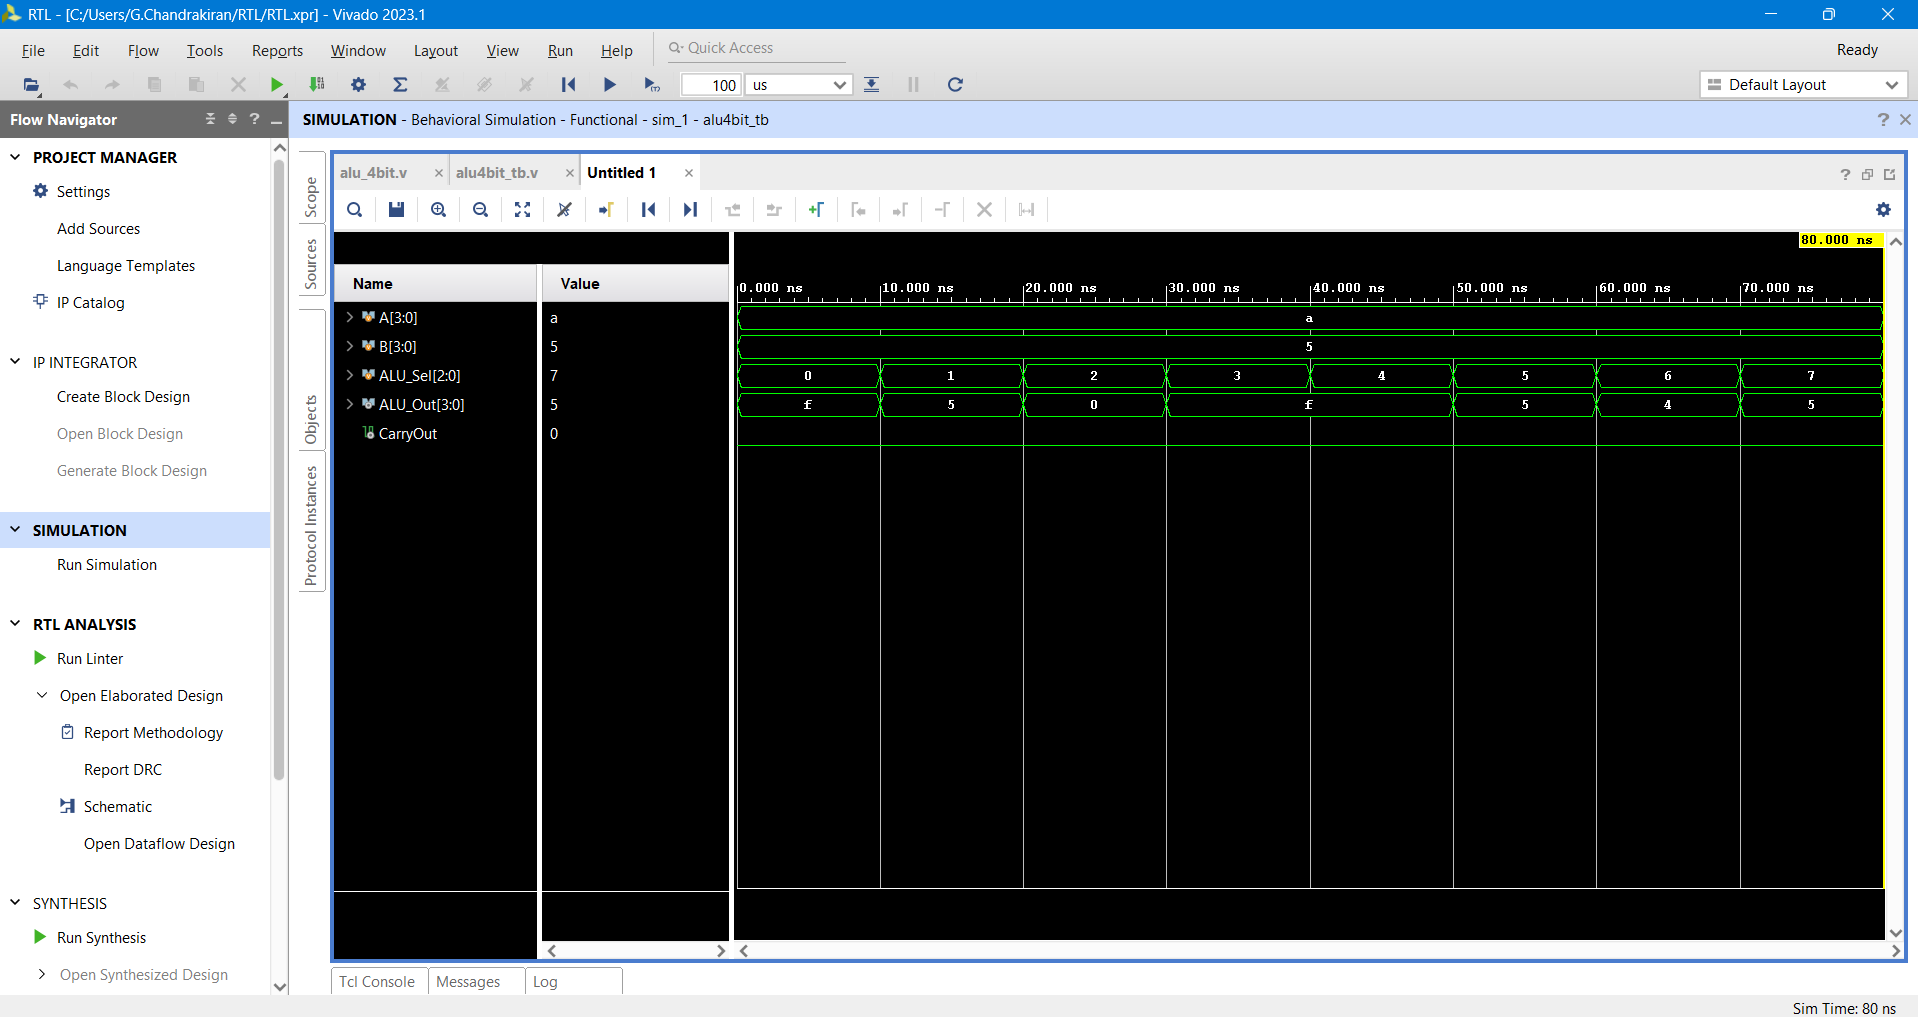 RTL - [C:/Users/G.Chandrakiran/RTL/RTL.xpr] - Vivado 2023.1
File Edit Flow Tools Reports Window Layout View Run Help Quick Access Ready
100 us Default Layout
Flow Navigator
SIMULATION - Behavioral Simulation - Functional - sim_1 - alu4bit_tb
PROJECT MANAGER
Settings
Add Sources
Language Templates
IP Catalog
IP INTEGRATOR
Create Block Design
Open Block Design
Generate Block Design
SIMULATION
Run Simulation
RTL ANALYSIS
Run Linter
Open Elaborated Design
Report Methodology
Report DRC
Schematic
Open Dataflow Design
SYNTHESIS
Run Synthesis
Open Synthesized Design
Scope
Sources
Objects
Protocol Instances
alu_4bit.v alu4bit_tb.v Untitled 1
80.000 ns
Name Value
0.000 ns 10.000 ns 20.000 ns 30.000 ns 40.000 ns 50.000 ns 60.000 ns 70.000 ns
A[3:0] a a
B[3:0] 5 5
ALU_Sel[2:0] 7 0 1 2 3 4 5 6 7
ALU_Out[3:0] 5 f 5 0 f 5 4 5
CarryOut 0
Tcl Console Messages Log
Sim Time: 80 ns